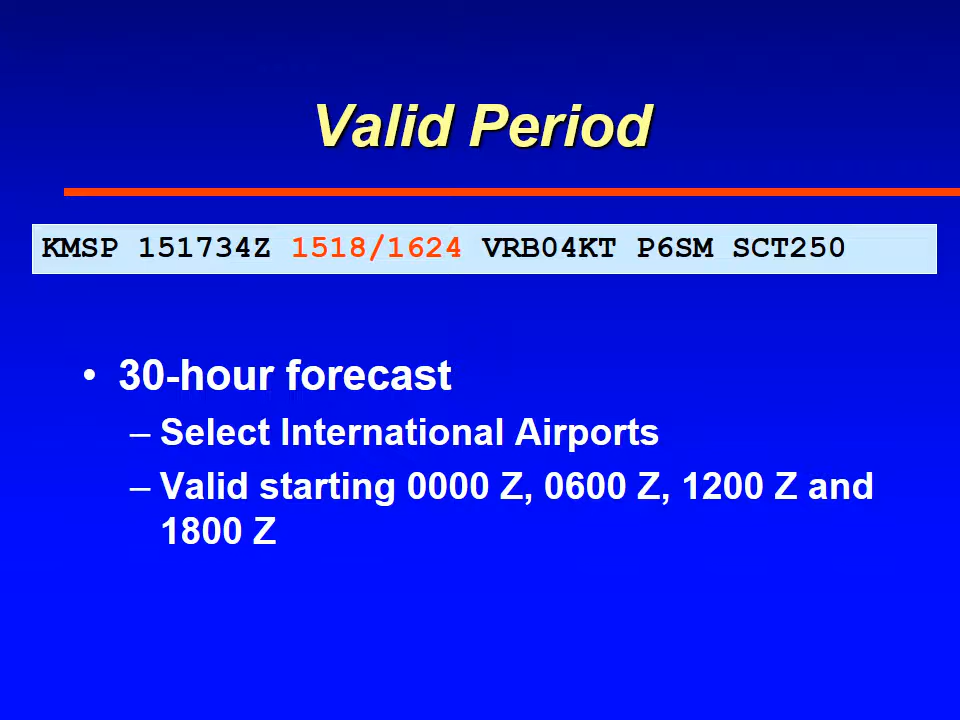 Valid Period
KMSP 151734Z 1518/1624 VRB04KT P6SM SCT250
• 30-hour forecast
– Select International Airports
– Valid starting 0000 Z, 0600 Z, 1200 Z and
1800 Z